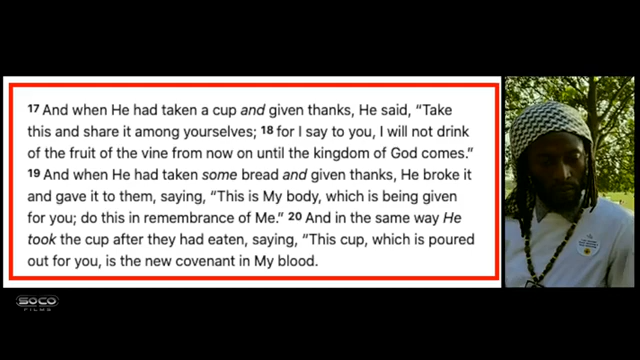 17 And when He had taken a cup and given thanks, He said, “Take
this and share it among yourselves; 18 for I say to you, I will not drink
of the fruit of the vine from now on until the kingdom of God comes.”
19 And when He had taken some bread and given thanks, He broke it
and gave it to them, saying, “This is My body, which is being given
for you; do this in remembrance of Me.” 20 And in the same way He
took the cup after they had eaten, saying, “This cup, which is poured
out for you, is the new covenant in My blood.
SOCO
FILMS